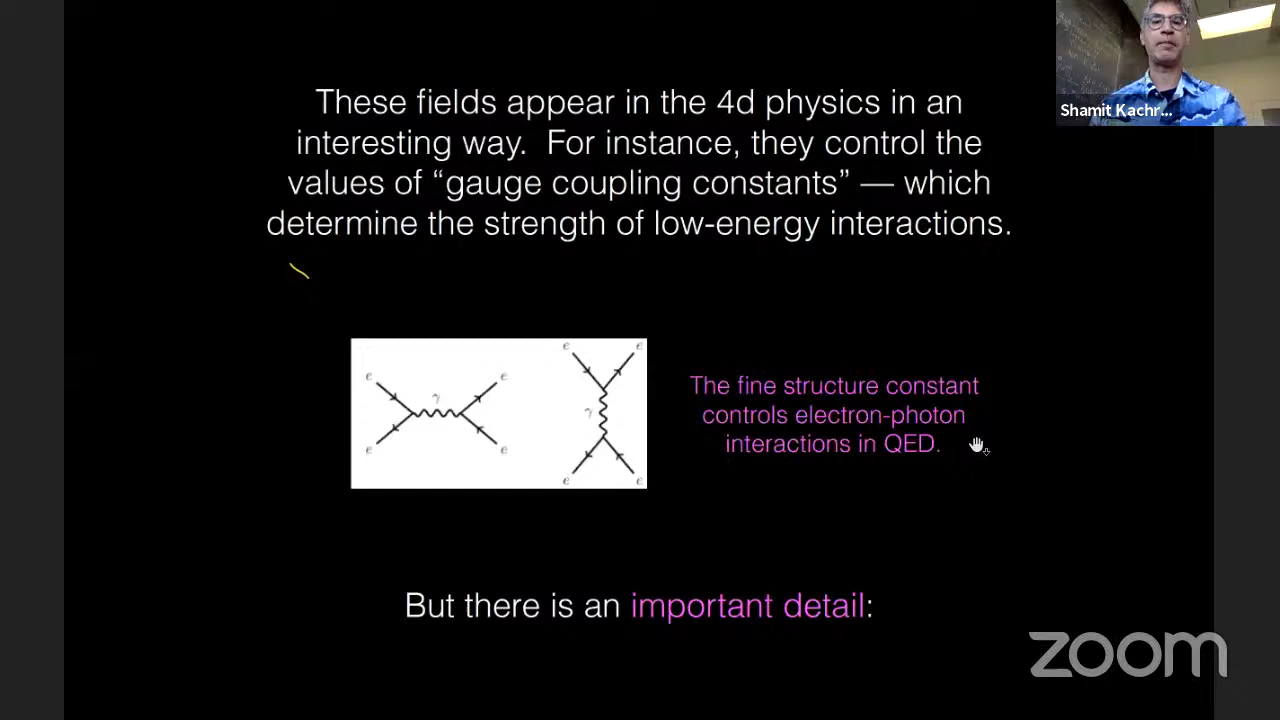 These fields appear in the 4d physics in an
interesting way. For instance, they control the
values of “gauge coupling constants” — which
determine the strength of low-energy interactions.
Shamit Kachr...
e e e e
γ
e e e e
γ
The fine structure constant
controls electron-photon
interactions in QED.
But there is an important detail:
zoom